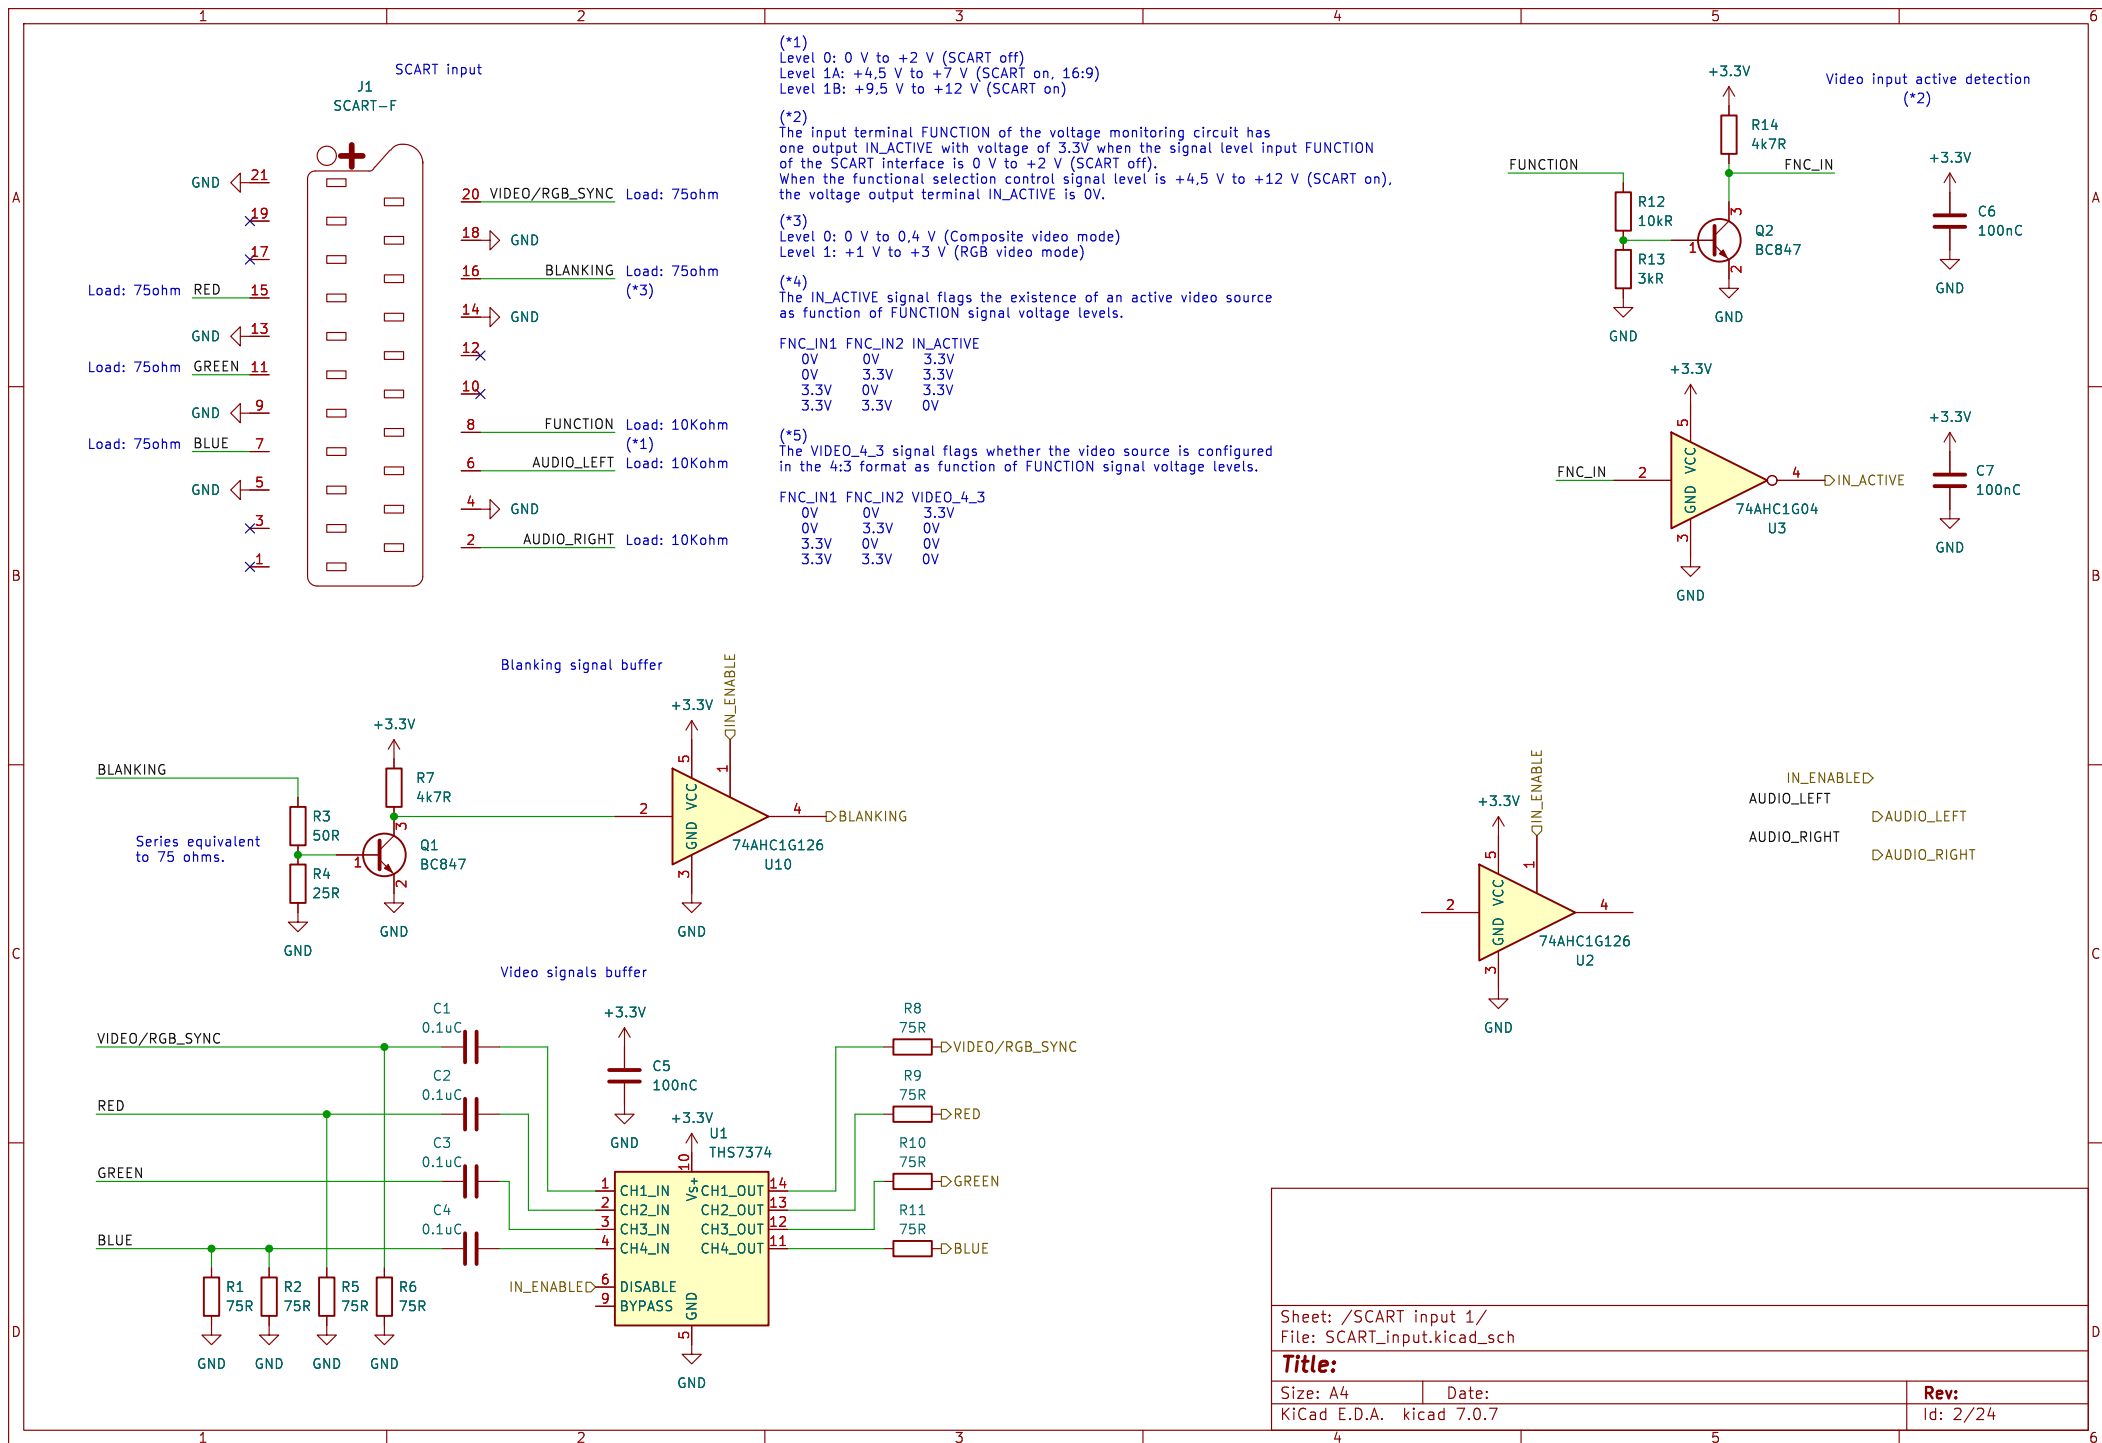 1 2 3 4 5 6
A
B
C
D
SCART input
J1
SCART-F
GND 21
19
17
Load: 75ohm RED 15
GND 13
Load: 75ohm GREEN 11
GND 9
Load: 75ohm BLUE 7
GND 5
3
1
20 VIDEO/RGB_SYNC Load: 75ohm
18 GND
16 BLANKING Load: 75ohm
(*3)
14 GND
12
10
8 FUNCTION Load: 10Kohm
(*1)
6 AUDIO_LEFT Load: 10Kohm
4 GND
2 AUDIO_RIGHT Load: 10Kohm
(*1)
Level 0: 0 V to +2 V (SCART off)
Level 1A: +4,5 V to +7 V (SCART on, 16:9)
Level 1B: +9,5 V to +12 V (SCART on)
(*2)
The input terminal FUNCTION of the voltage monitoring circuit has
one output IN_ACTIVE with voltage of 3.3V when the signal level input FUNCTION
of the SCART interface is 0 V to +2 V (SCART off).
When the functional selection control signal level is +4,5 V to +12 V (SCART on),
the voltage output terminal IN_ACTIVE is 0V.
(*3)
Level 0: 0 V to 0,4 V (Composite video mode)
Level 1: +1 V to +3 V (RGB video mode)
(*4)
The IN_ACTIVE signal flags the existence of an active video source
as function of FUNCTION signal voltage levels.
FNC_IN1 FNC_IN2 IN_ACTIVE
0V 0V 3.3V
0V 3.3V 3.3V
3.3V 0V 3.3V
3.3V 3.3V 0V
(*5)
The VIDEO_4_3 signal flags whether the video source is configured
in the 4:3 format as function of FUNCTION signal voltage levels.
FNC_IN1 FNC_IN2 VIDEO_4_3
0V 0V 3.3V
0V 3.3V 0V
3.3V 0V 0V
3.3V 3.3V 0V
Video input active detection
(*2)
+3.3V
R14
4k7R
FUNCTION
FNC_IN
R12
10kR
R13
3kR
GND
3
1
2
Q2
BC847
GND
+3.3V
C6
100nC
GND
+3.3V
5
VCC
FNC_IN 2
4 IN_ACTIVE
GND
74AHC1G04
U3
3
GND
+3.3V
C7
100nC
GND
Blanking signal buffer
BLANKING
R3
50R
Series equivalent
to 75 ohms.
R4
25R
GND
+3.3V
R7
4k7R
3
1
2
Q1
BC847
GND
+3.3V
IN_ENABLE
5
1
VCC
2
4 BLANKING
GND
74AHC1G126
U10
3
GND
+3.3V
IN_ENABLE
5
1
VCC
2
4
GND
74AHC1G126
U2
3
GND
IN_ENABLE
AUDIO_LEFT
AUDIO_LEFT
AUDIO_RIGHT
AUDIO_RIGHT
Video signals buffer
VIDEO/RGB_SYNC
RED
GREEN
BLUE
C1
0.1uC
C2
0.1uC
C3
0.1uC
C4
0.1uC
R1
75R
R2
75R
R5
75R
R6
75R
GND GND GND GND
+3.3V
C5
100nC
GND
+3.3V
U1
THS7374
10
Vs+
1 CH1_IN CH1_OUT 14
2 CH2_IN CH2_OUT 13
3 CH3_IN CH3_OUT 12
4 CH4_IN CH4_OUT 11
IN_ENABLE 6 DISABLE
9 BYPASS
GND
5
GND
R8
75R
VIDEO/RGB_SYNC
R9
75R
RED
R10
75R
GREEN
R11
75R
BLUE
Sheet: /SCART input 1/
File: SCART_input.kicad_sch
Title:
Size: A4 Date: Rev:
KiCad E.D.A. kicad 7.0.7 Id: 2/24
A
B
C
D
1 2 3 4 5 6